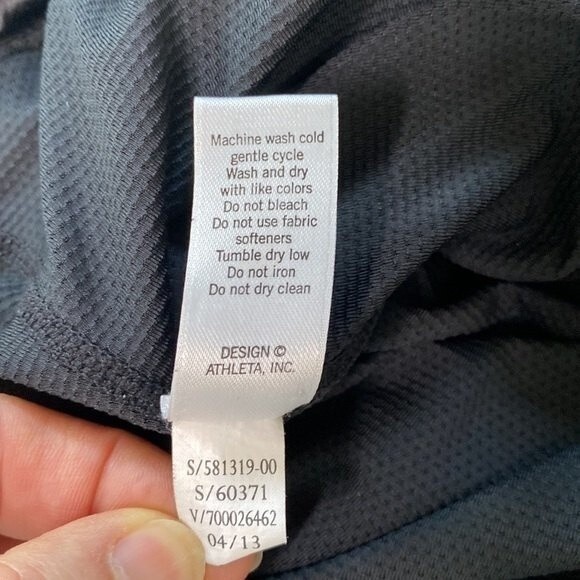 Machine wash cold
gentle cycle
Wash and dry
with like colors
Do not bleach
Do not use fabric
softeners
Tumble dry low
Do not iron
Do not dry clean
DESIGN ©
ATHLETA, INC.
S/581319-00
S/60371
V/700026462
04/13